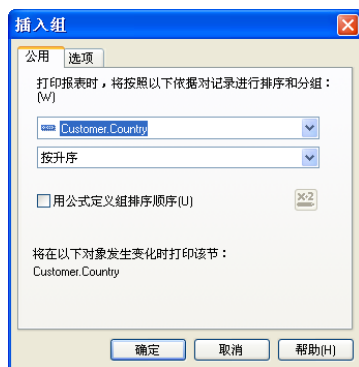 插入组
公用
选项
打印报表时，将按照以下依据对记录进行排序和分组：
(W)
Customer.Country
按升序
用公式定义组排序顺序(U)
x·2
将在以下对象发生变化时打印该节：
Customer.Country
确定
取消
帮助(H)